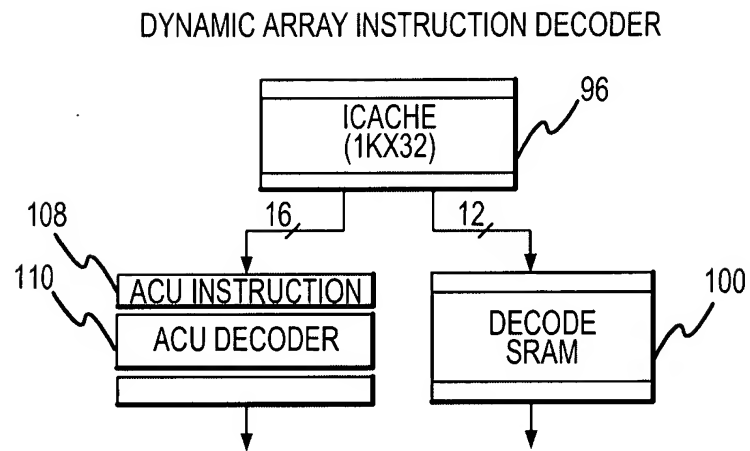 DYNAMIC ARRAY INSTRUCTION DECODER
96
ICACHE
(1KX32)
16
12
108
110
ACU INSTRUCTION
ACU DECODER
DECODE
SRAM
100